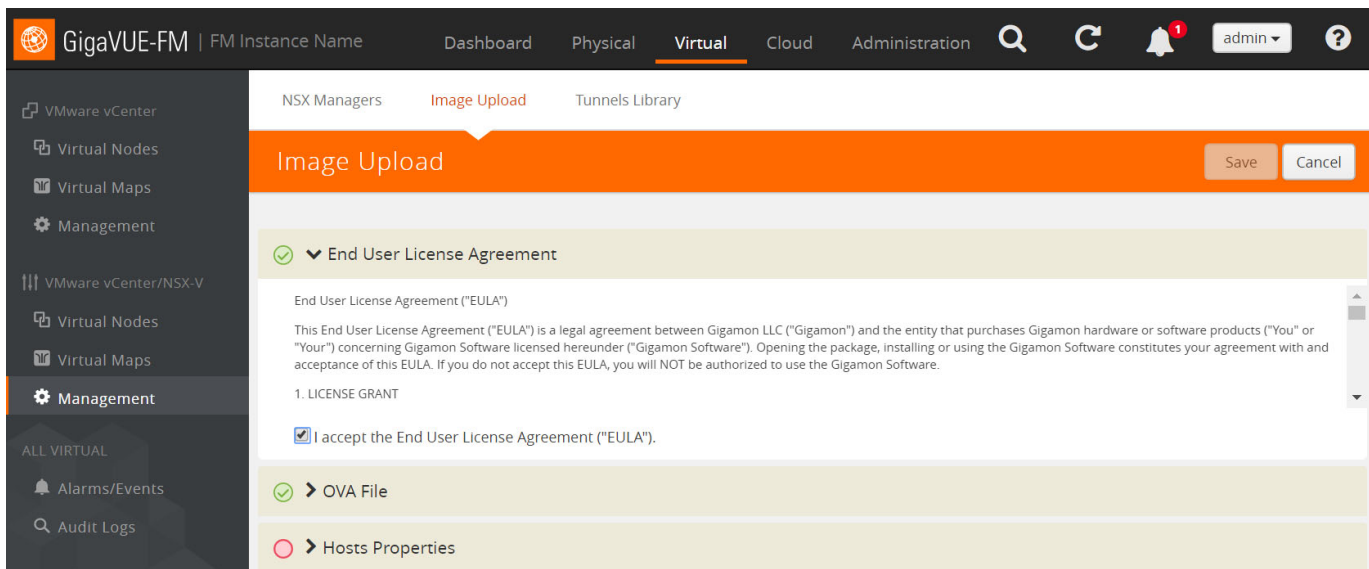 GigaVUE-FM | FM Instance Name
Dashboard Physical Virtual Cloud Administration 1 admin ?
VMware vCenter
Virtual Nodes
Virtual Maps
Management
VMware vCenter/NSX-V
Virtual Nodes
Virtual Maps
Management
ALL VIRTUAL
Alarms/Events
Audit Logs
NSX Managers Image Upload Tunnels Library
Image Upload Save Cancel
End User License Agreement
End User License Agreement ("EULA")
This End User License Agreement ("EULA") is a legal agreement between Gigamon LLC ("Gigamon") and the entity that purchases Gigamon hardware or software products ("You" or
"Your") concerning Gigamon Software licensed hereunder ("Gigamon Software"). Opening the package, installing or using the Gigamon Software constitutes your agreement with and
acceptance of this EULA. If you do not accept this EULA, you will NOT be authorized to use the Gigamon Software.
1. LICENSE GRANT
I accept the End User License Agreement ("EULA").
OVA File
Hosts Properties